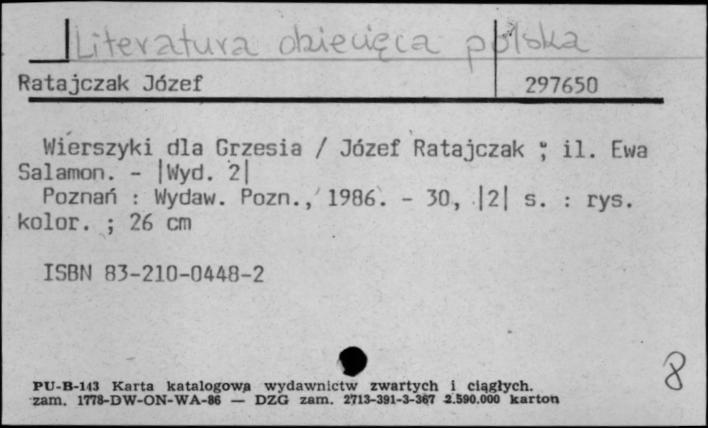 Literatura dziecięca polska
Ratajczak Józef 297650
Wierszyki dla Grzesia / Józef Ratajczak ; il. Ewa
Salamon. - |Wyd. 2|
Poznań : Wydaw. Pozn., 1986. - 30, |2| s. : rys.
kolor. ; 26 cm
ISBN 83-210-0448-2
8
PU-B-143 Karta katalogowa wydawnictw zwartych i ciągłych.
zam. 1778-DW-ON-WA-86 — DZG zam. 2713-391-3-367 2.590.000 karton